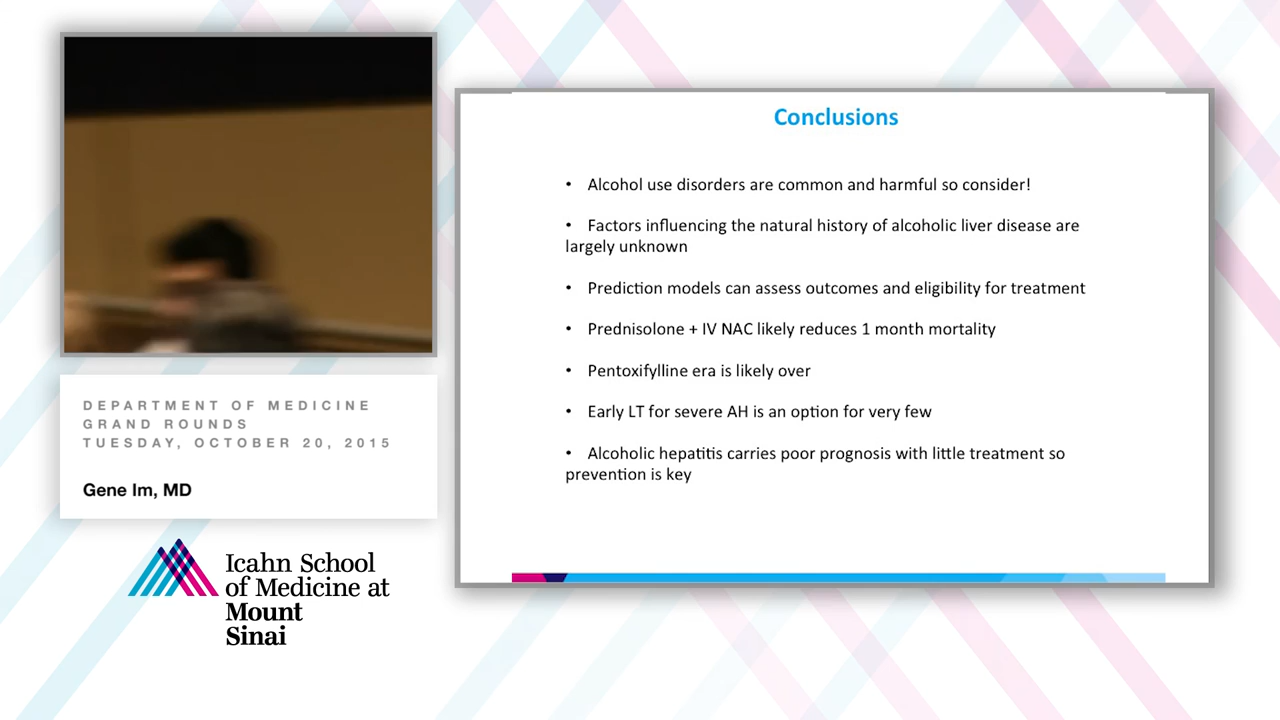 DEPARTMENT OF MEDICINE
GRAND ROUNDS
TUESDAY, OCTOBER 20, 2015
Gene Im, MD
Icahn School
of Medicine at
Mount
Sinai
Conclusions
• Alcohol use disorders are common and harmful so consider!
• Factors influencing the natural history of alcoholic liver disease are
largely unknown
• Prediction models can assess outcomes and eligibility for treatment
• Prednisolone + IV NAC likely reduces 1 month mortality
• Pentoxifylline era is likely over
• Early LT for severe AH is an option for very few
• Alcoholic hepatitis carries poor prognosis with little treatment so
prevention is key